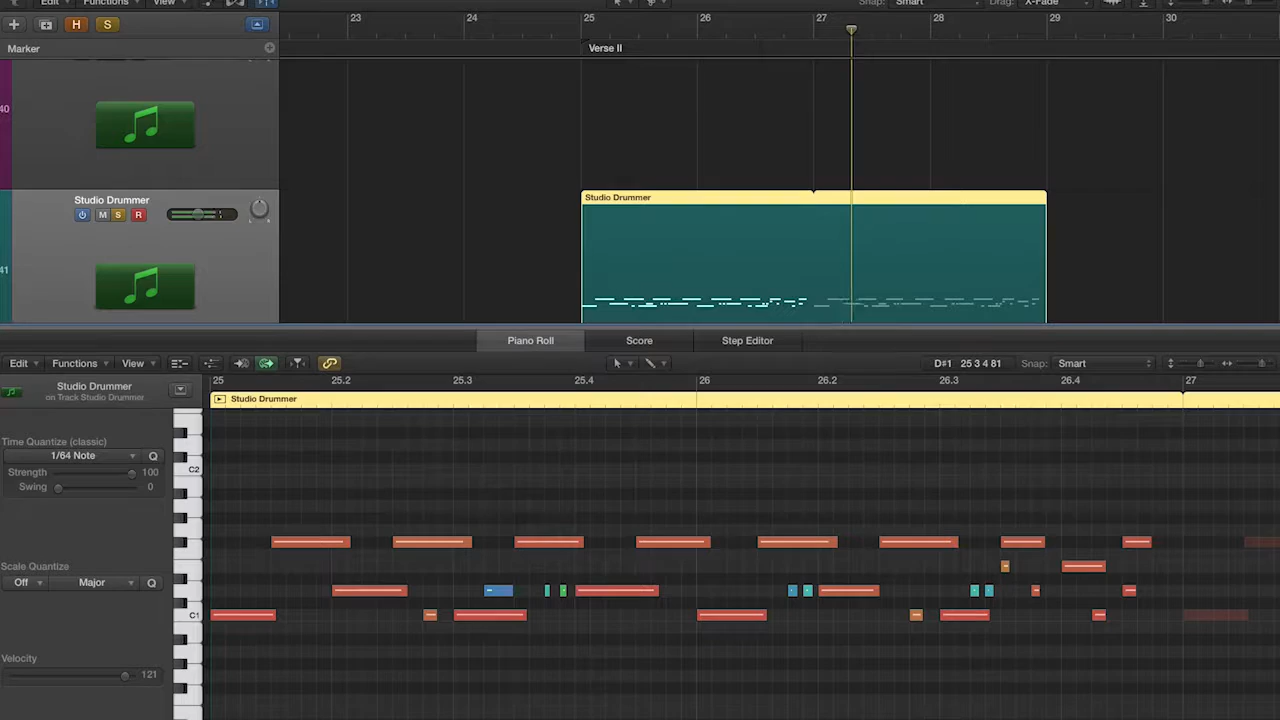 Edit Functions View Snap: Smart Drag: X-Fade
H S 23 24 25 26 27 28 29 30
Marker Verse II
40
Studio Drummer Studio Drummer
M S R
41
Piano Roll Score Step Editor
Edit Functions View D#1 25 3 4 81 Snap: Smart
Studio Drummer 25 25.2 25.3 25.4 26 26.2 26.3 26.4 27
on Track Studio Drummer Studio Drummer
Time Quantize (classic)
1/64 Note Q
C2
Strength 100
Swing 0
Scale Quantize
Off Major Q
C1
Velocity
121